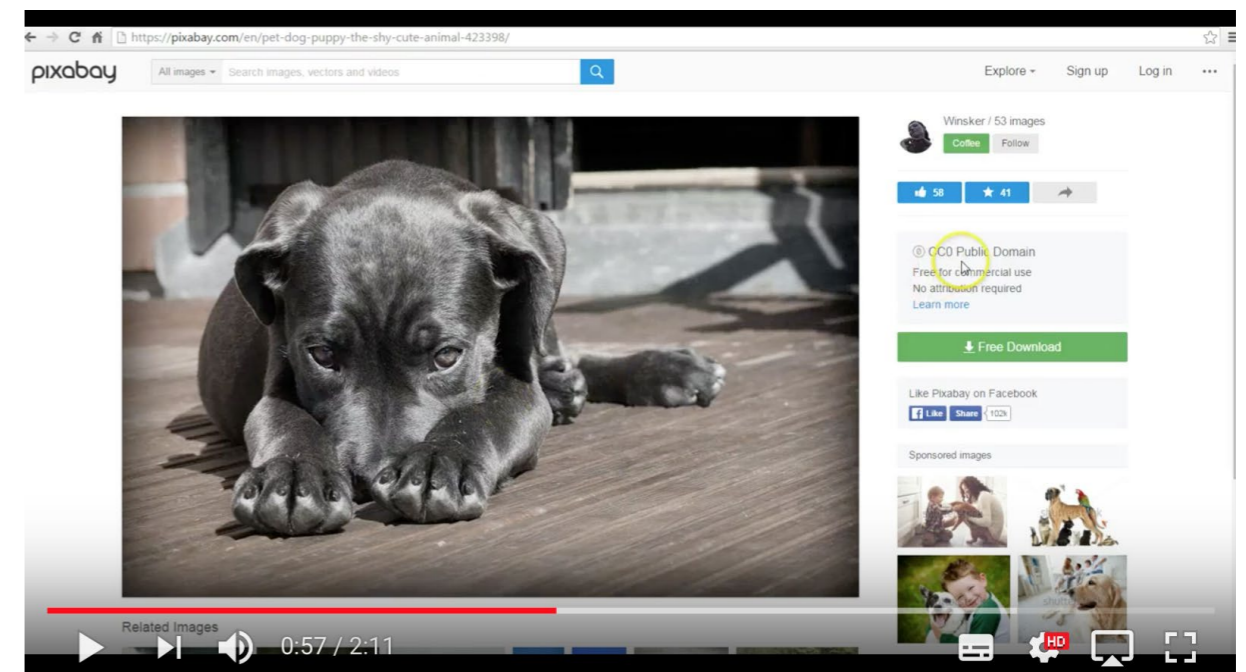 https://pixabay.com/en/pet-dog-puppy-the-shy-cute-animal-423398/
pixabay
All images
Search images, vectors and videos
Explore
Sign up
Log in
Winsker / 53 images
Coffee
Follow
58
41
CC0 Public Domain
Free for commercial use
No attribution required
Learn more
Free Download
Like Pixabay on Facebook
Like
Share
102k
Sponsored images
Related Images
0:57 / 2:11
HD